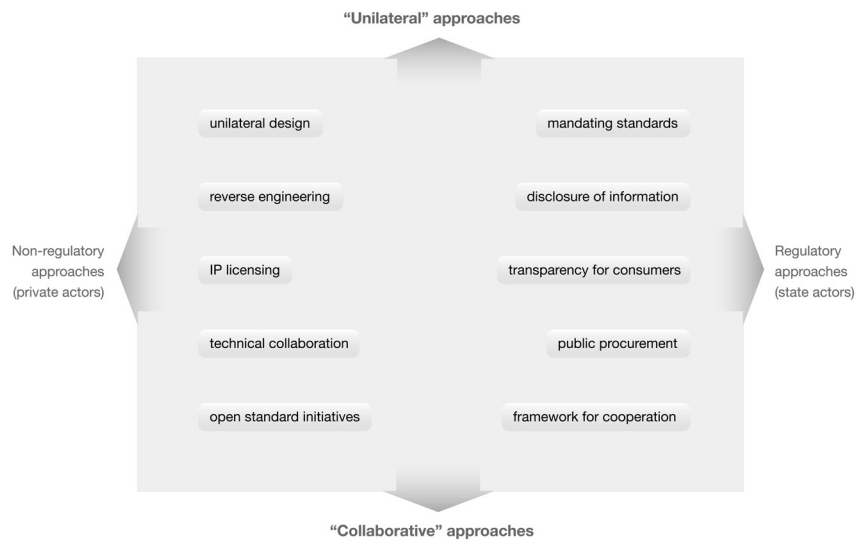 “Unilateral” approaches
unilateral design
mandating standards
reverse engineering
disclosure of information
Non-regulatory
approaches
(private actors)
IP licensing
transparency for consumers
Regulatory
approaches
(state actors)
technical collaboration
public procurement
open standard initiatives
framework for cooperation
“Collaborative” approaches